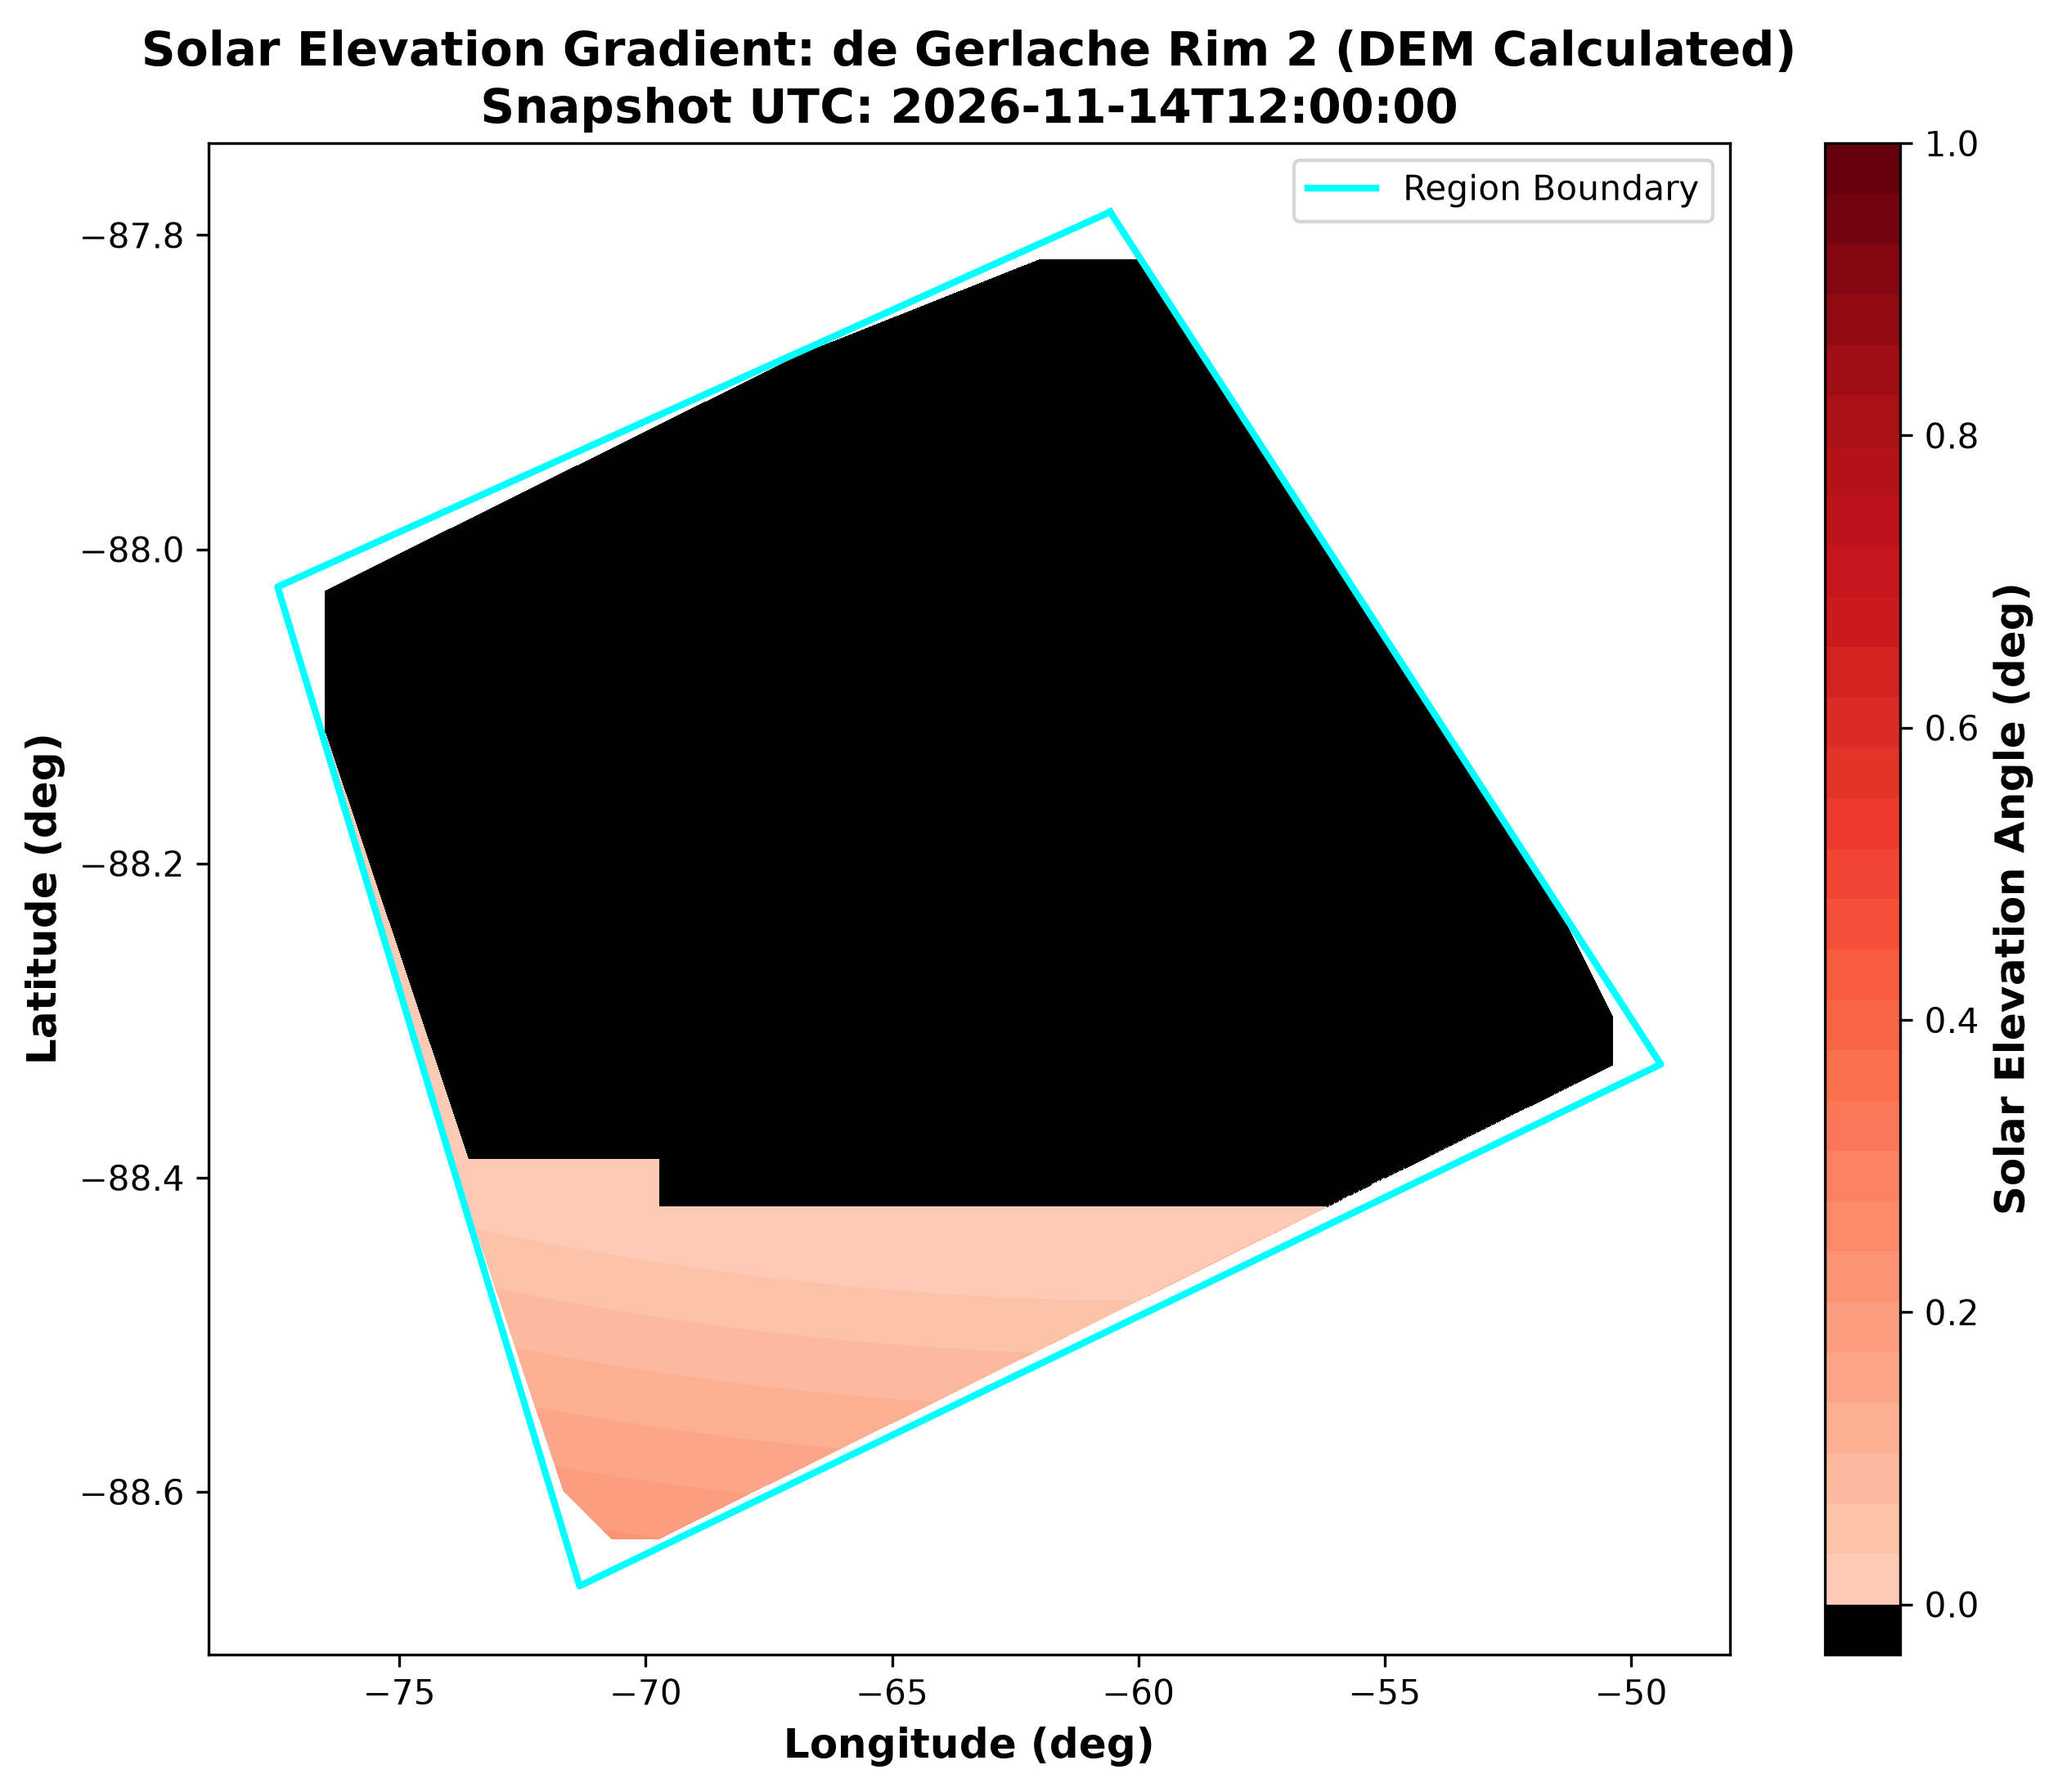 Solar Elevation Gradient: de Gerlache Rim 2 (DEM Calculated)
Snapshot UTC: 2026-11-14T12:00:00
Region Boundary
−87.8
−88.0
−88.2
−88.4
−88.6
Latitude (deg)
−75
−70
−65
−60
−55
−50
Longitude (deg)
1.0
0.8
0.6
0.4
0.2
0.0
Solar Elevation Angle (deg)